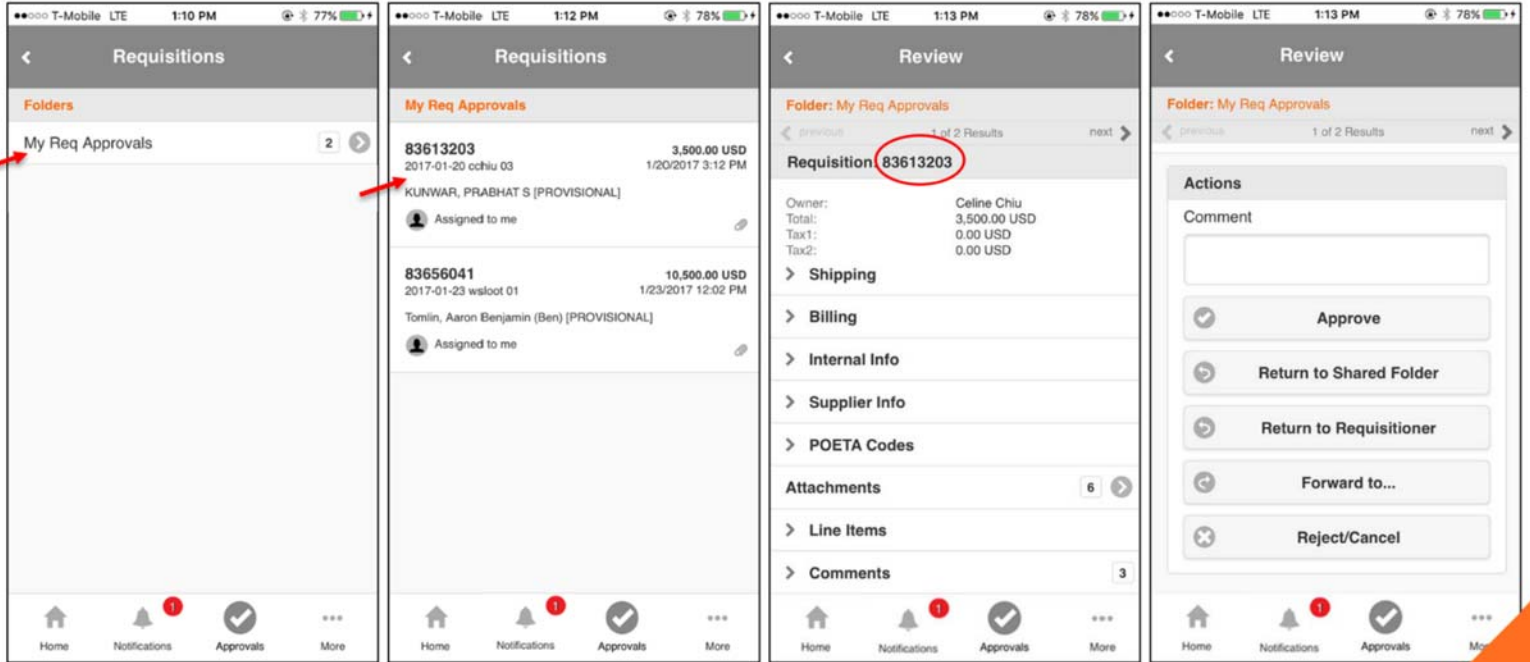 T-Mobile LTE 1:10 PM 77%
Requisitions
Folders
My Req Approvals 2
Home Notifications 1 Approvals More
T-Mobile LTE 1:12 PM 78%
Requisitions
My Req Approvals
83613203 3,500.00 USD
2017-01-20 cchiu 03 1/20/2017 3:12 PM
KUNWAR, PRABHAT S [PROVISIONAL]
Assigned to me
83656041 10,500.00 USD
2017-01-23 wsloot 01 1/23/2017 12:02 PM
Tomlin, Aaron Benjamin (Ben) [PROVISIONAL]
Assigned to me
Home Notifications 1 Approvals More
T-Mobile LTE 1:13 PM 78%
Review
Folder: My Req Approvals
previous 1 of 2 Results next
Requisition: 83613203
Owner: Celine Chiu
Total: 3,500.00 USD
Tax1: 0.00 USD
Tax2: 0.00 USD
Shipping
Billing
Internal Info
Supplier Info
POETA Codes
Attachments 6
Line Items
Comments 3
Home Notifications 1 Approvals More
T-Mobile LTE 1:13 PM 78%
Review
Folder: My Req Approvals
previous 1 of 2 Results next
Actions
Comment
Approve
Return to Shared Folder
Return to Requisitioner
Forward to...
Reject/Cancel
Home Notifications 1 Approvals Mo